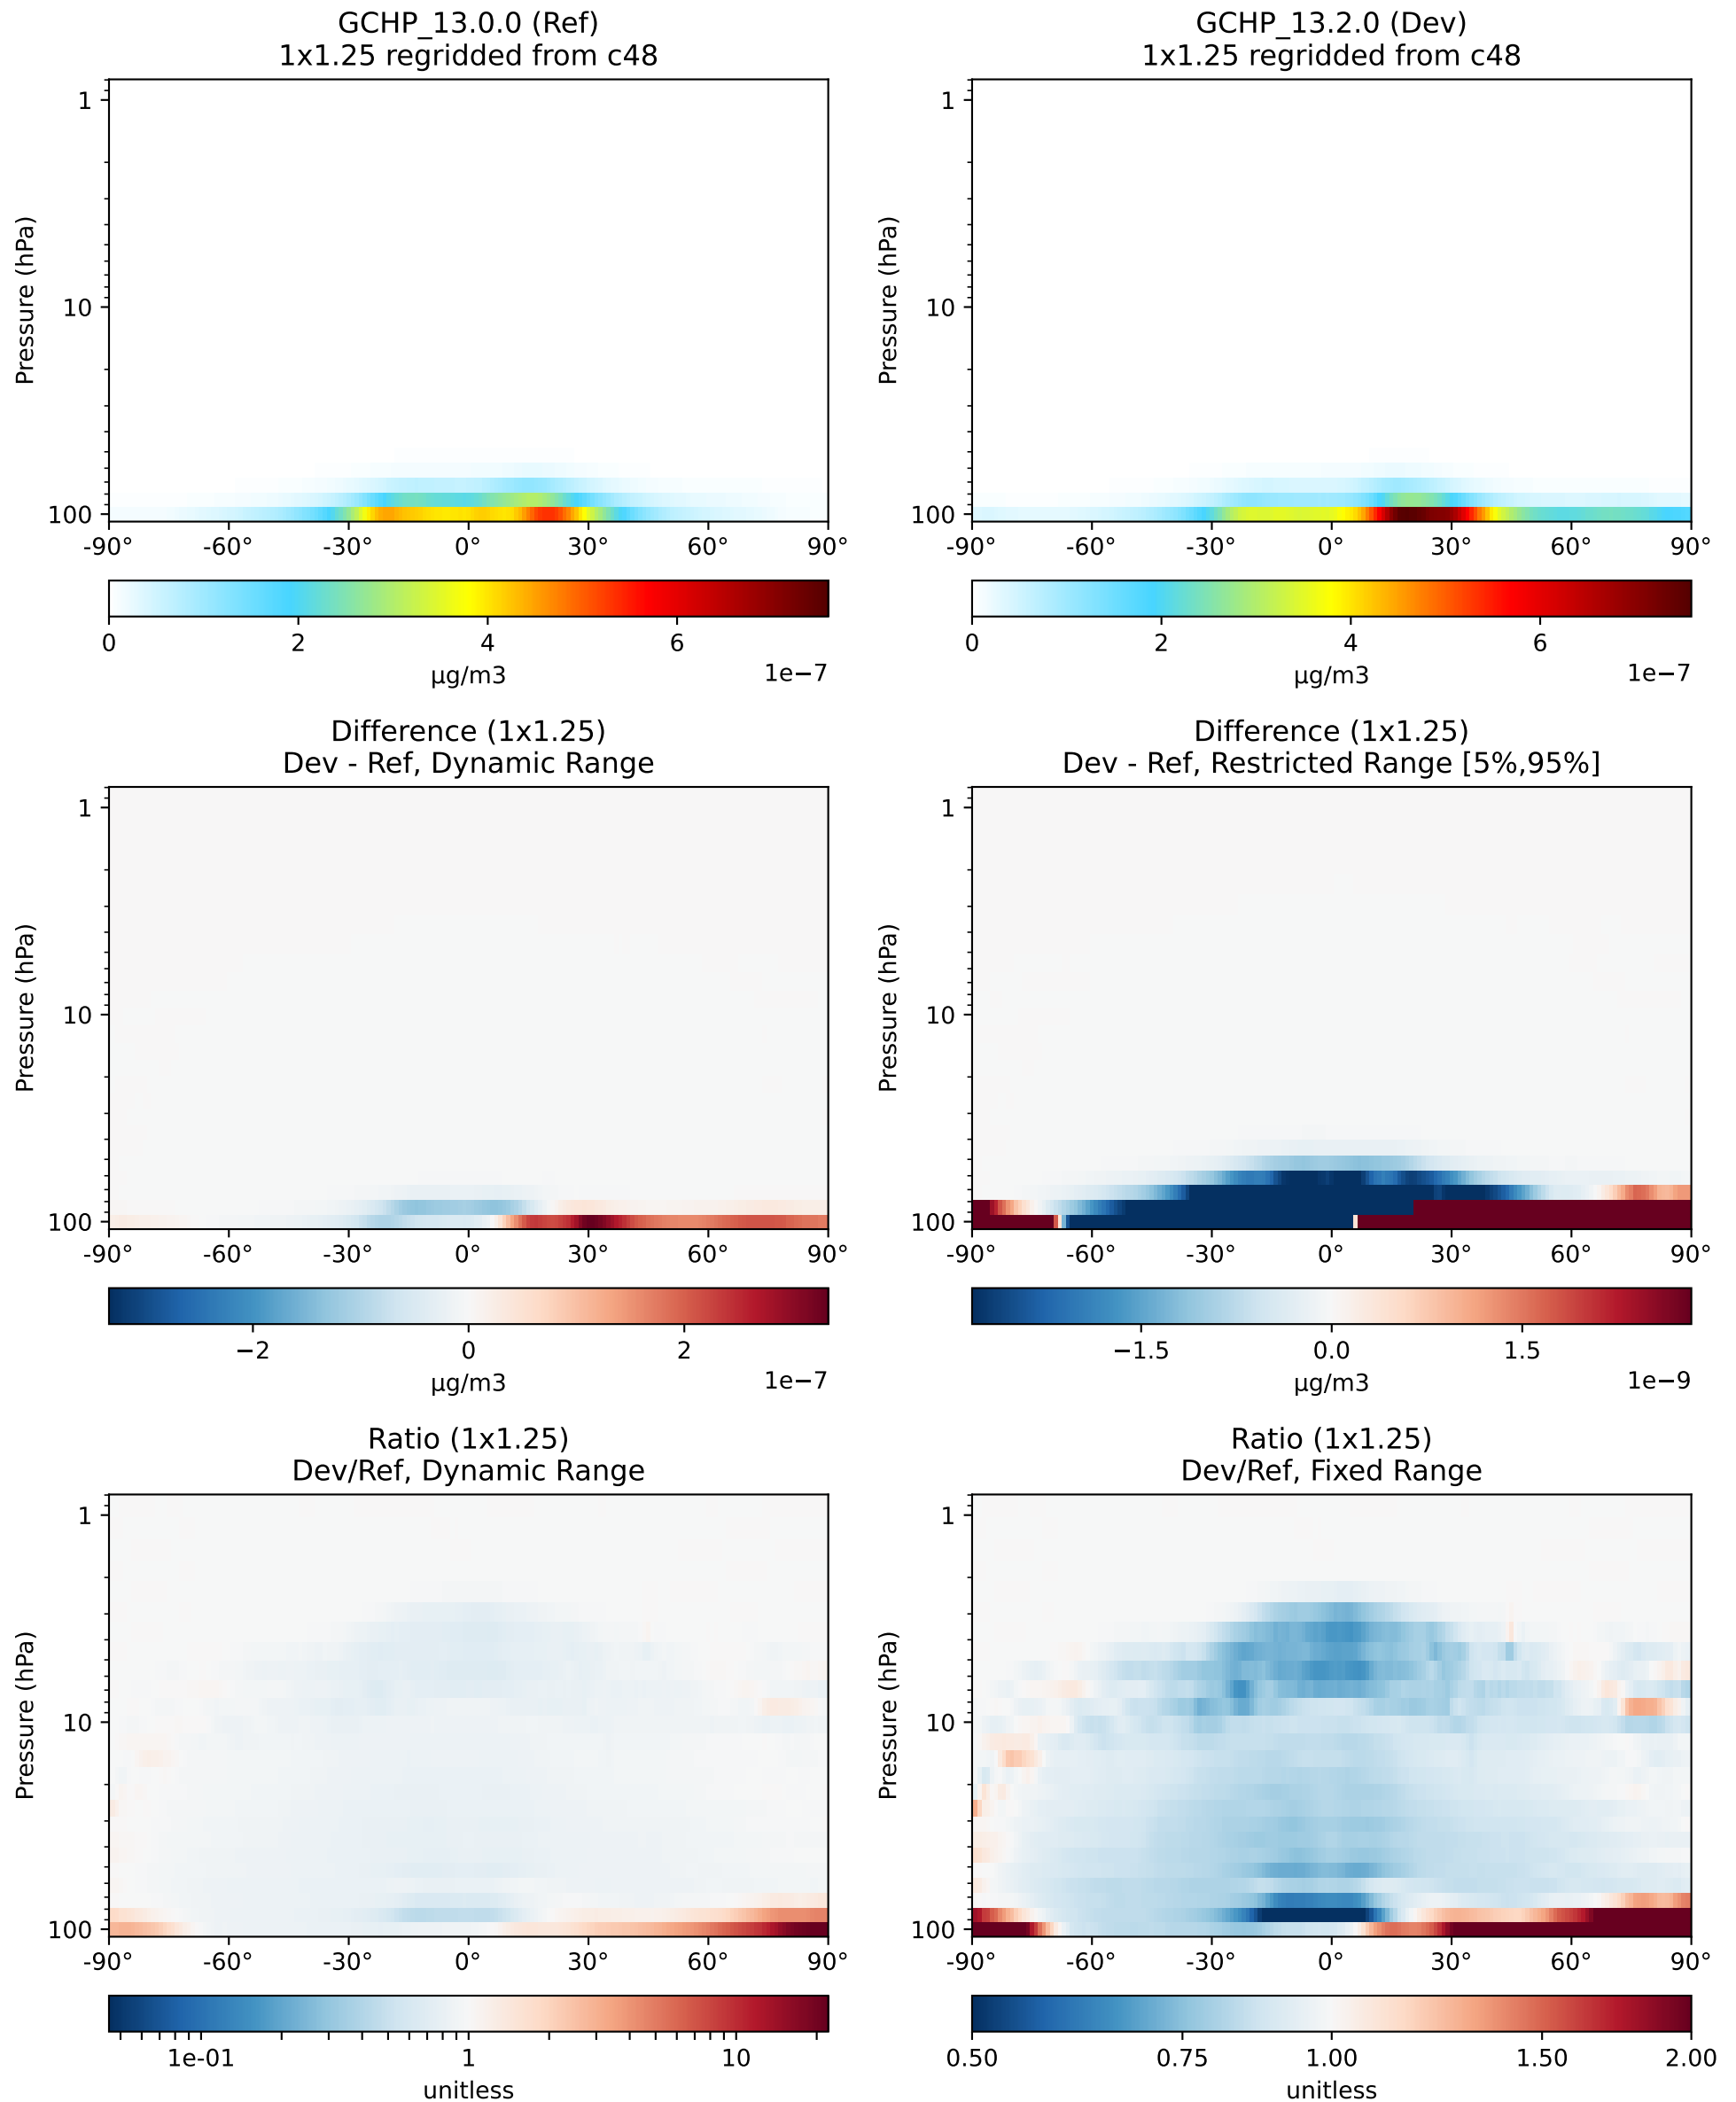 GCHP_13.0.0 (Ref)
1x1.25 regridded from c48
Pressure (hPa)
1
10
100
-90° -60° -30° 0° 30° 60° 90°
0 2 4 6
1e−7
µg/m3
GCHP_13.2.0 (Dev)
1x1.25 regridded from c48
Pressure (hPa)
1
10
100
-90° -60° -30° 0° 30° 60° 90°
0 2 4 6
1e−7
µg/m3
Difference (1x1.25)
Dev - Ref, Dynamic Range
Pressure (hPa)
1
10
100
-90° -60° -30° 0° 30° 60° 90°
−2 0 2
1e−7
µg/m3
Difference (1x1.25)
Dev - Ref, Restricted Range [5%,95%]
Pressure (hPa)
1
10
100
-90° -60° -30° 0° 30° 60° 90°
−1.5 0.0 1.5
1e−9
µg/m3
Ratio (1x1.25)
Dev/Ref, Dynamic Range
Pressure (hPa)
1
10
100
-90° -60° -30° 0° 30° 60° 90°
1e-01 1 10
unitless
Ratio (1x1.25)
Dev/Ref, Fixed Range
Pressure (hPa)
1
10
100
-90° -60° -30° 0° 30° 60° 90°
0.50 0.75 1.00 1.50 2.00
unitless